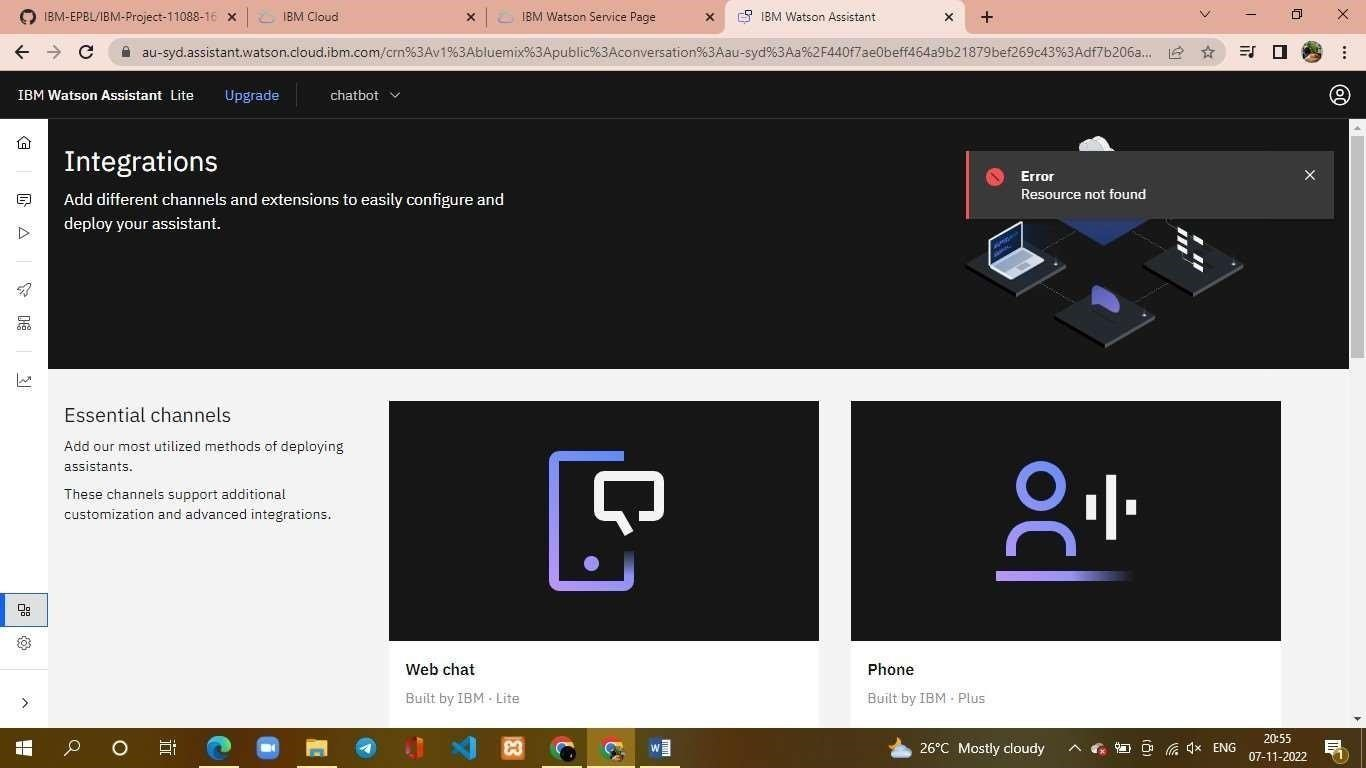 IBM-EPBL/IBM-Project-11088-16
IBM Cloud
IBM Watson Service Page
IBM Watson Assistant
au-syd.assistant.watson.cloud.ibm.com/crn%3Av1%3Abluemix%3Apublic%3Aconversation%3Aau-syd%3Aa%2F440f7ae0beff464a9b21879bef269c43%3Adf7b206a...
IBM Watson Assistant Lite
Upgrade
chatbot
Integrations
Add different channels and extensions to easily configure and
deploy your assistant.
Error
Resource not found
Essential channels
Add our most utilized methods of deploying
assistants.
These channels support additional
customization and advanced integrations.
Web chat
Built by IBM · Lite
Phone
Built by IBM · Plus
26°C Mostly cloudy
ENG
20:55
07-11-2022
1